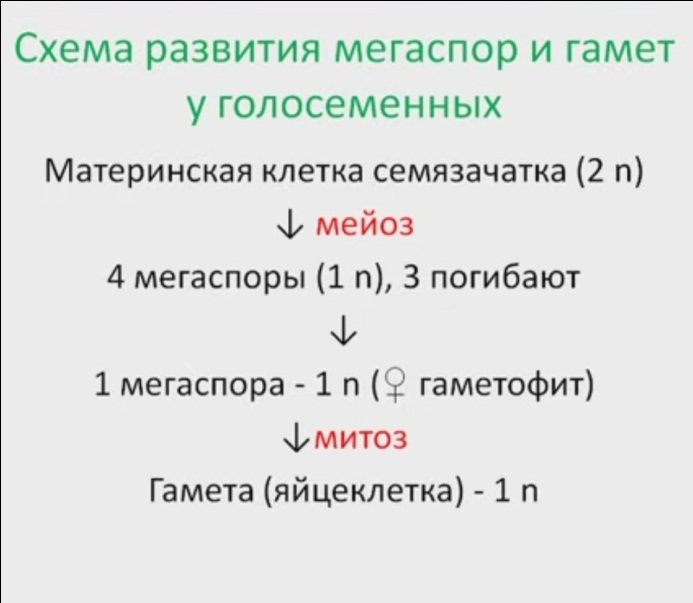 Схема развития мегаспор и гамет
у голосеменных
Материнская клетка семязачатка (2 n)
↓ мейоз
4 мегаспоры (1 n), 3 погибают
↓
1 мегаспора - 1 n (♀ гаметофит)
↓митоз
Гамета (яйцеклетка) - 1 n